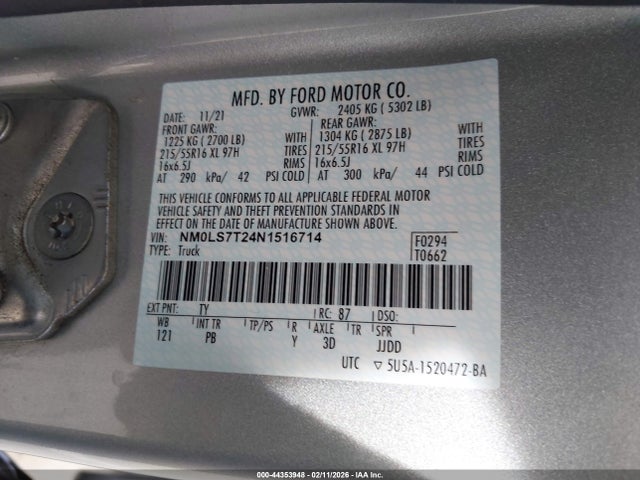 MFD. BY FORD MOTOR CO.
DATE: 11/21 GVWR: 2405 KG ( 5302 LB)
FRONT GAWR: REAR GAWR:
1225 KG ( 2700 LB) WITH 1304 KG ( 2875 LB) WITH
215/55R16 XL 97H TIRES 215/55R16 XL 97H TIRES
16x6.5J RIMS 16x6.5J RIMS
AT 290 kPa/ 42 PSI COLD AT 300 kPa/ 44 PSI COLD
THIS VEHICLE CONFORMS TO ALL APPLICABLE FEDERAL MOTOR
VEHICLE SAFETY AND THEFT PREVENTION STANDARDS IN
EFFECT ON THE DATE OF MANUFACTURE SHOWN ABOVE.
VIN: NM0LS7T24N1516714 F0294
TYPE: Truck T0662
EXT PNT: TY RC: 87 DSO:
WB INT TR TP/PS R AXLE TR SPR
121 PB Y 3D JJDD
UTC ▽ 5U5A-1520472-BA
000-44353948 - 02/11/2026 - IAA Inc.